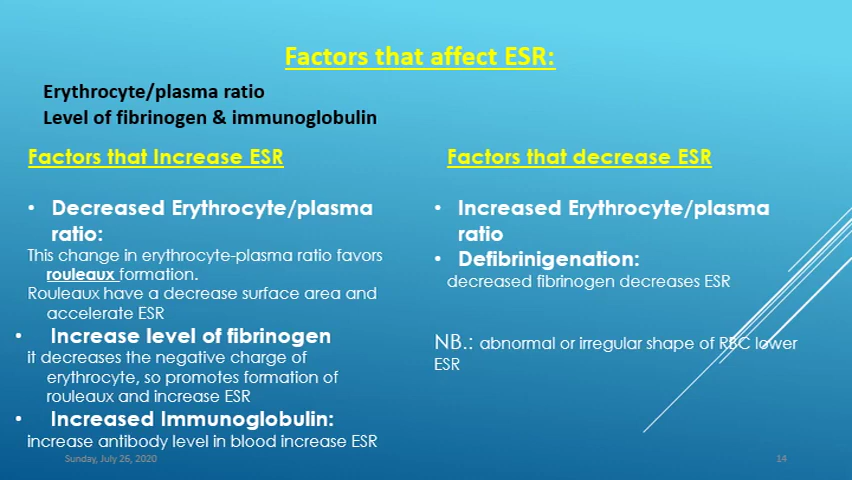 Factors that affect ESR:
Erythrocyte/plasma ratio
Level of fibrinogen & immunoglobulin
Factors that Increase ESR
• Decreased Erythrocyte/plasma
ratio:
This change in erythrocyte-plasma ratio favors
rouleaux formation.
Rouleaux have a decrease surface area and
accelerate ESR
• Increase level of fibrinogen
it decreases the negative charge of
erythrocyte, so promotes formation of
rouleaux and increase ESR
• Increased Immunoglobulin:
increase antibody level in blood increase ESR
Factors that decrease ESR
• Increased Erythrocyte/plasma
ratio
• Defibrinigenation:
decreased fibrinogen decreases ESR
NB.: abnormal or irregular shape of RBC lower
ESR
Sunday, July 26, 2020
14